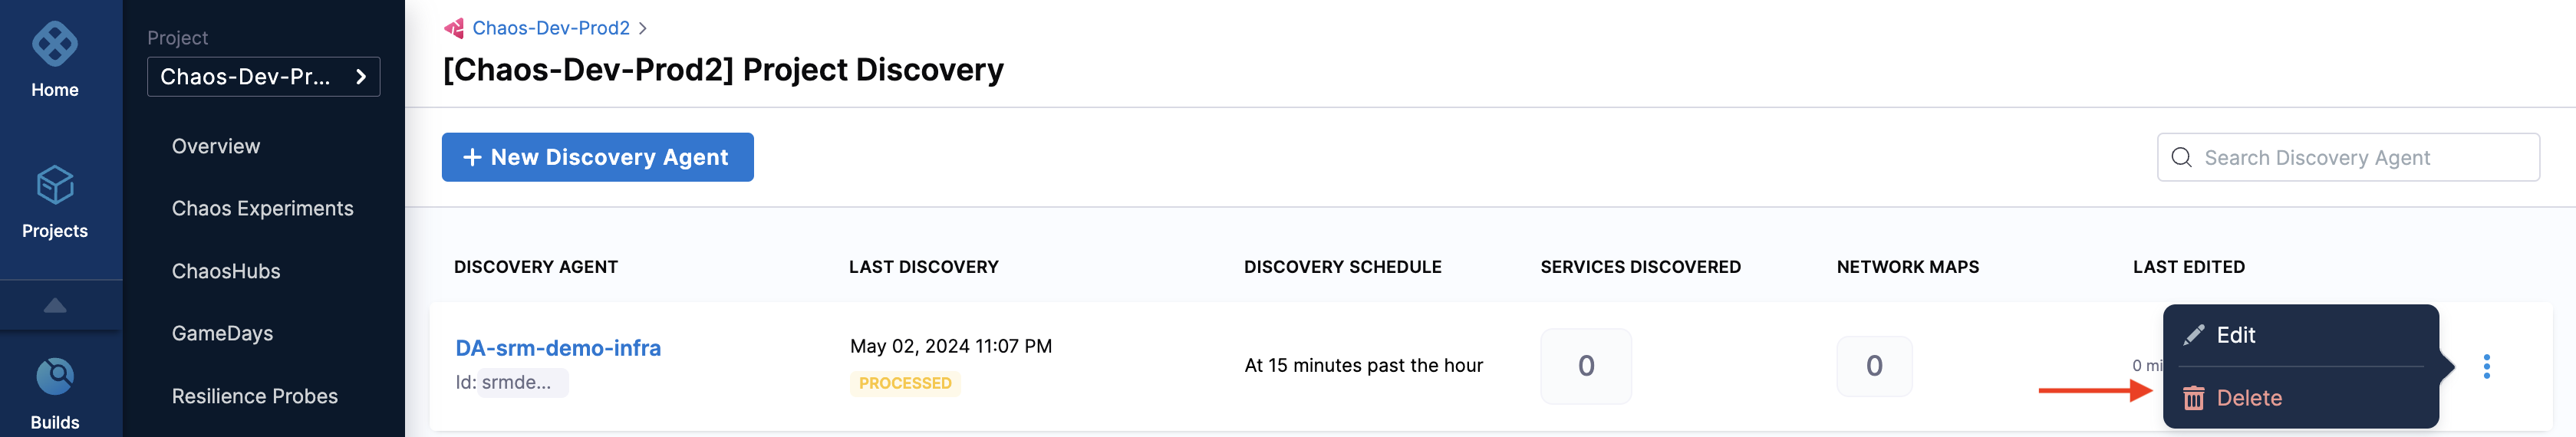 Home
Projects
Builds
Project
Chaos-Dev-Pr...
Overview
Chaos Experiments
ChaosHubs
GameDays
Resilience Probes
Chaos-Dev-Prod2
[Chaos-Dev-Prod2] Project Discovery
+ New Discovery Agent
Search Discovery Agent
DISCOVERY AGENT LAST DISCOVERY DISCOVERY SCHEDULE SERVICES DISCOVERED NETWORK MAPS LAST EDITED
DA-srm-demo-infra
Id: srmde...
May 02, 2024 11:07 PM
PROCESSED
At 15 minutes past the hour
0
0
0 mi
Edit
Delete